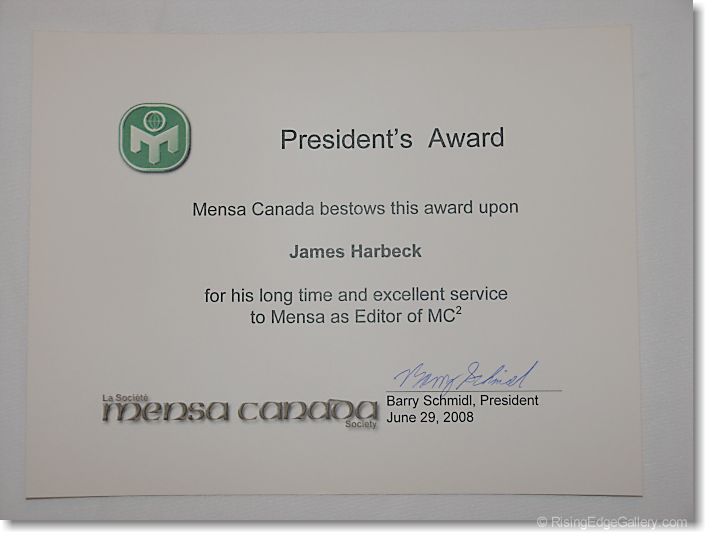 President's Award
Mensa Canada bestows this award upon
James Harbeck
for his long time and excellent service
to Mensa as Editor of MC²
Barry Schmidl
Barry Schmidl, President
June 29, 2008
La Société
mensa canada
Society
© RisingEdgeGallery.com